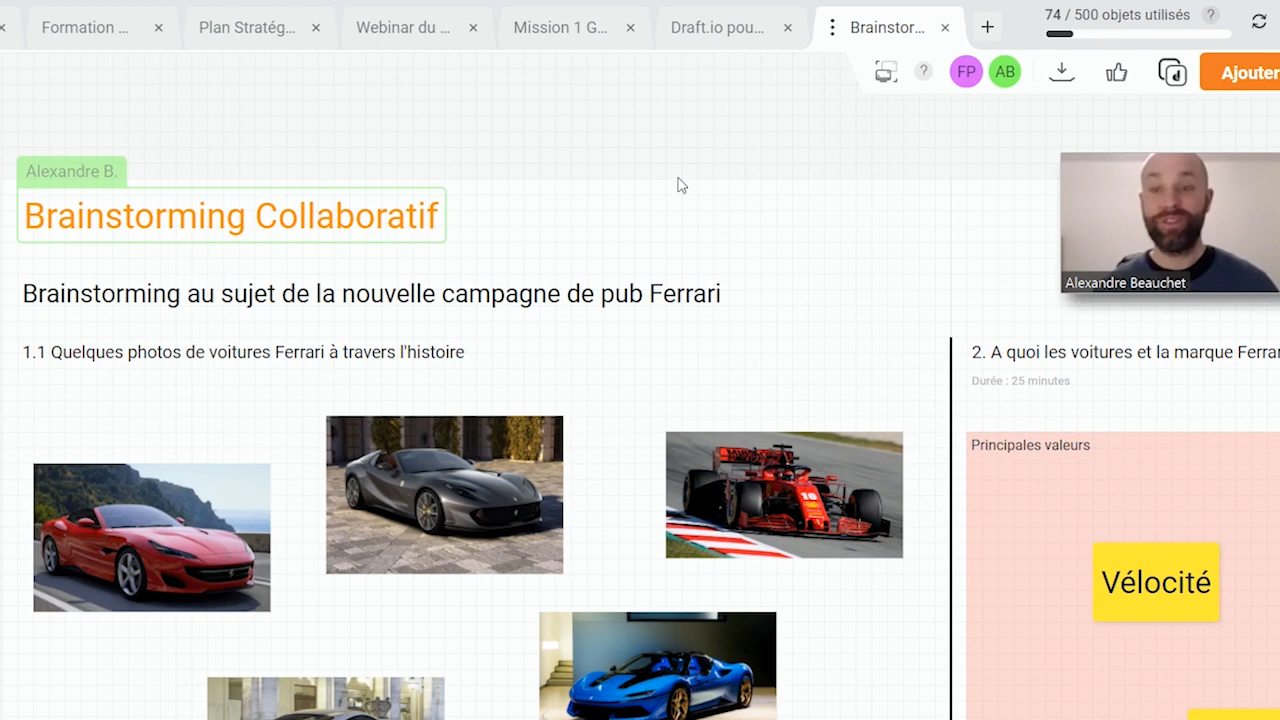 Formation ...
Plan Stratég...
Webinar du ...
Mission 1 G...
Draft.io pou...
Brainstor...
74 / 500 objets utilisés
?
?
FP
AB
d
Ajouter
Alexandre B.
Brainstorming Collaboratif
Brainstorming au sujet de la nouvelle campagne de pub Ferrari
Alexandre Beauchet
1.1 Quelques photos de voitures Ferrari à travers l'histoire
2. A quoi les voitures et la marque Ferrar
Durée : 25 minutes
Principales valeurs
16
Vélocité